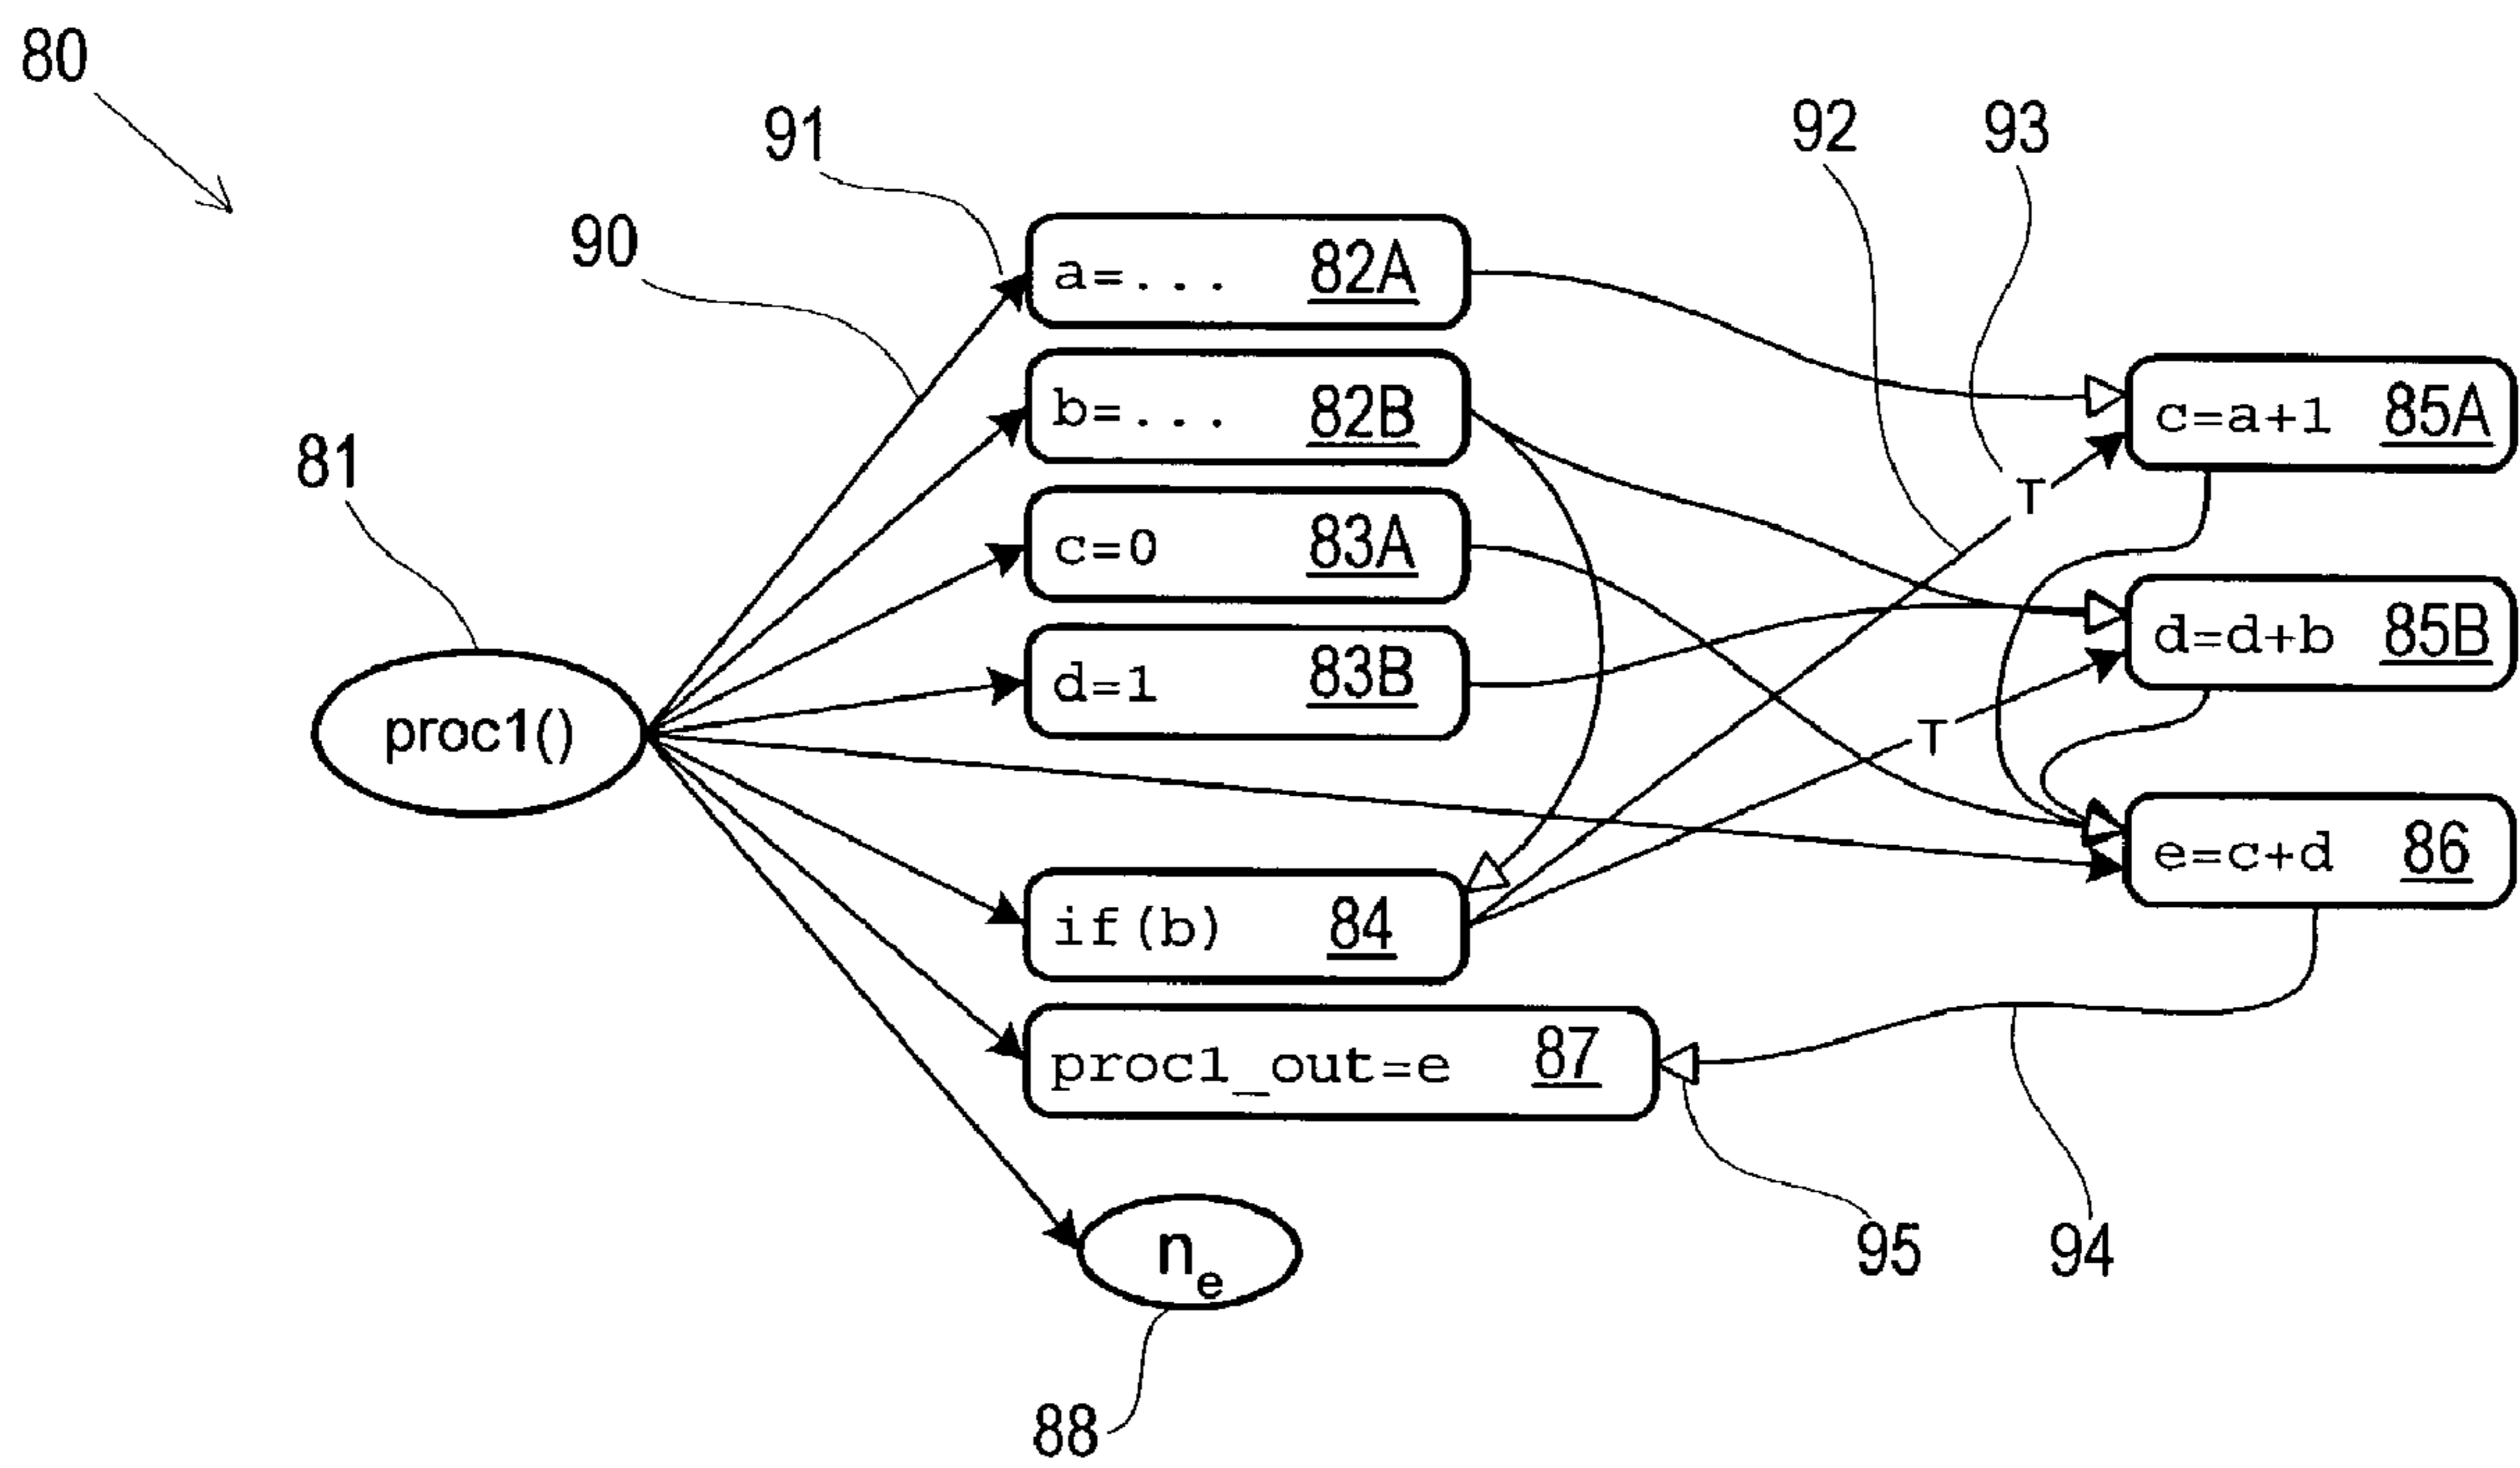 80
91
92
93
90
a=... 82A
81
b=... 82B
c=a+1 85A
T
c=0 83A
d=1 83B
d=d+b 85B
proc1()
T
e=c+d 86
if(b) 84
proc1_out=e 87
95
94
ne
88